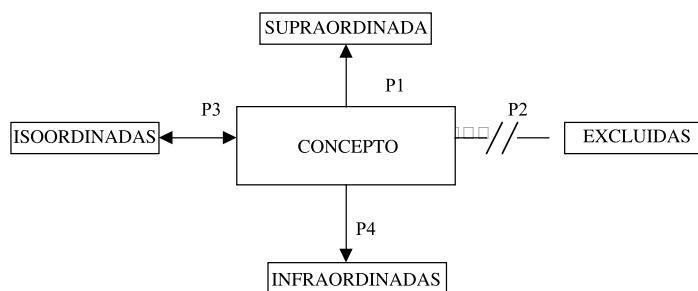 SUPRAORDINADA
P1
P3
P2
ISOORDINADAS
CONCEPTO
EXCLUIDAS
P4
INFRAORDINADAS